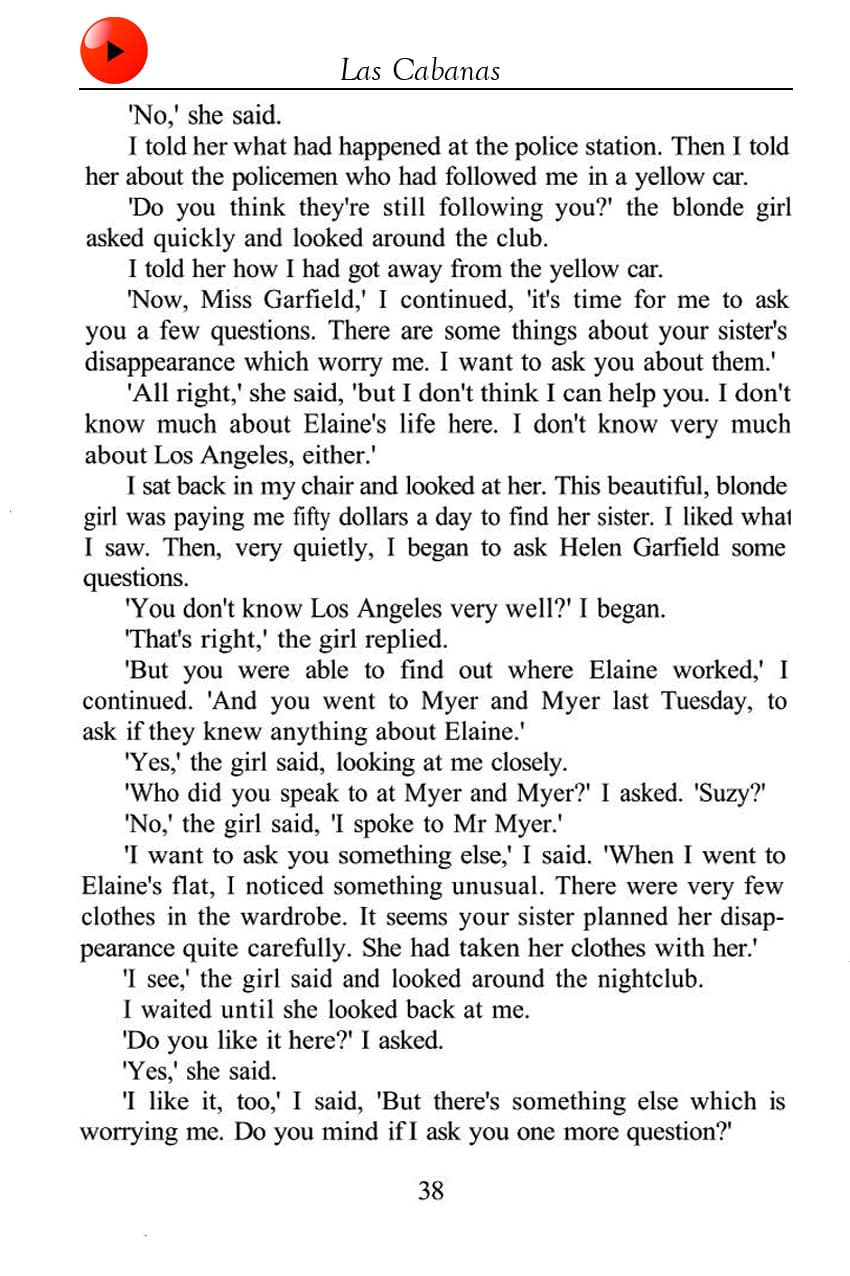 Las Cabanas
'No,' she said.
I told her what had happened at the police station. Then I told
her about the policemen who had followed me in a yellow car.
'Do you think they're still following you?' the blonde girl
asked quickly and looked around the club.
I told her how I had got away from the yellow car.
'Now, Miss Garfield,' I continued, 'it's time for me to ask
you a few questions. There are some things about your sister's
disappearance which worry me. I want to ask you about them.'
'All right,' she said, 'but I don't think I can help you. I don't
know much about Elaine's life here. I don't know very much
about Los Angeles, either.'
I sat back in my chair and looked at her. This beautiful, blonde
girl was paying me fifty dollars a day to find her sister. I liked what
I saw. Then, very quietly, I began to ask Helen Garfield some
questions.
'You don't know Los Angeles very well?' I began.
'That's right,' the girl replied.
'But you were able to find out where Elaine worked,' I
continued. 'And you went to Myer and Myer last Tuesday, to
ask if they knew anything about Elaine.'
'Yes,' the girl said, looking at me closely.
'Who did you speak to at Myer and Myer?' I asked. 'Suzy?'
'No,' the girl said, 'I spoke to Mr Myer.'
'I want to ask you something else,' I said. 'When I went to
Elaine's flat, I noticed something unusual. There were very few
clothes in the wardrobe. It seems your sister planned her disap-
pearance quite carefully. She had taken her clothes with her.'
'I see,' the girl said and looked around the nightclub.
I waited until she looked back at me.
'Do you like it here?' I asked.
'Yes,' she said.
'I like it, too,' I said, 'But there's something else which is
worrying me. Do you mind if I ask you one more question?'
38